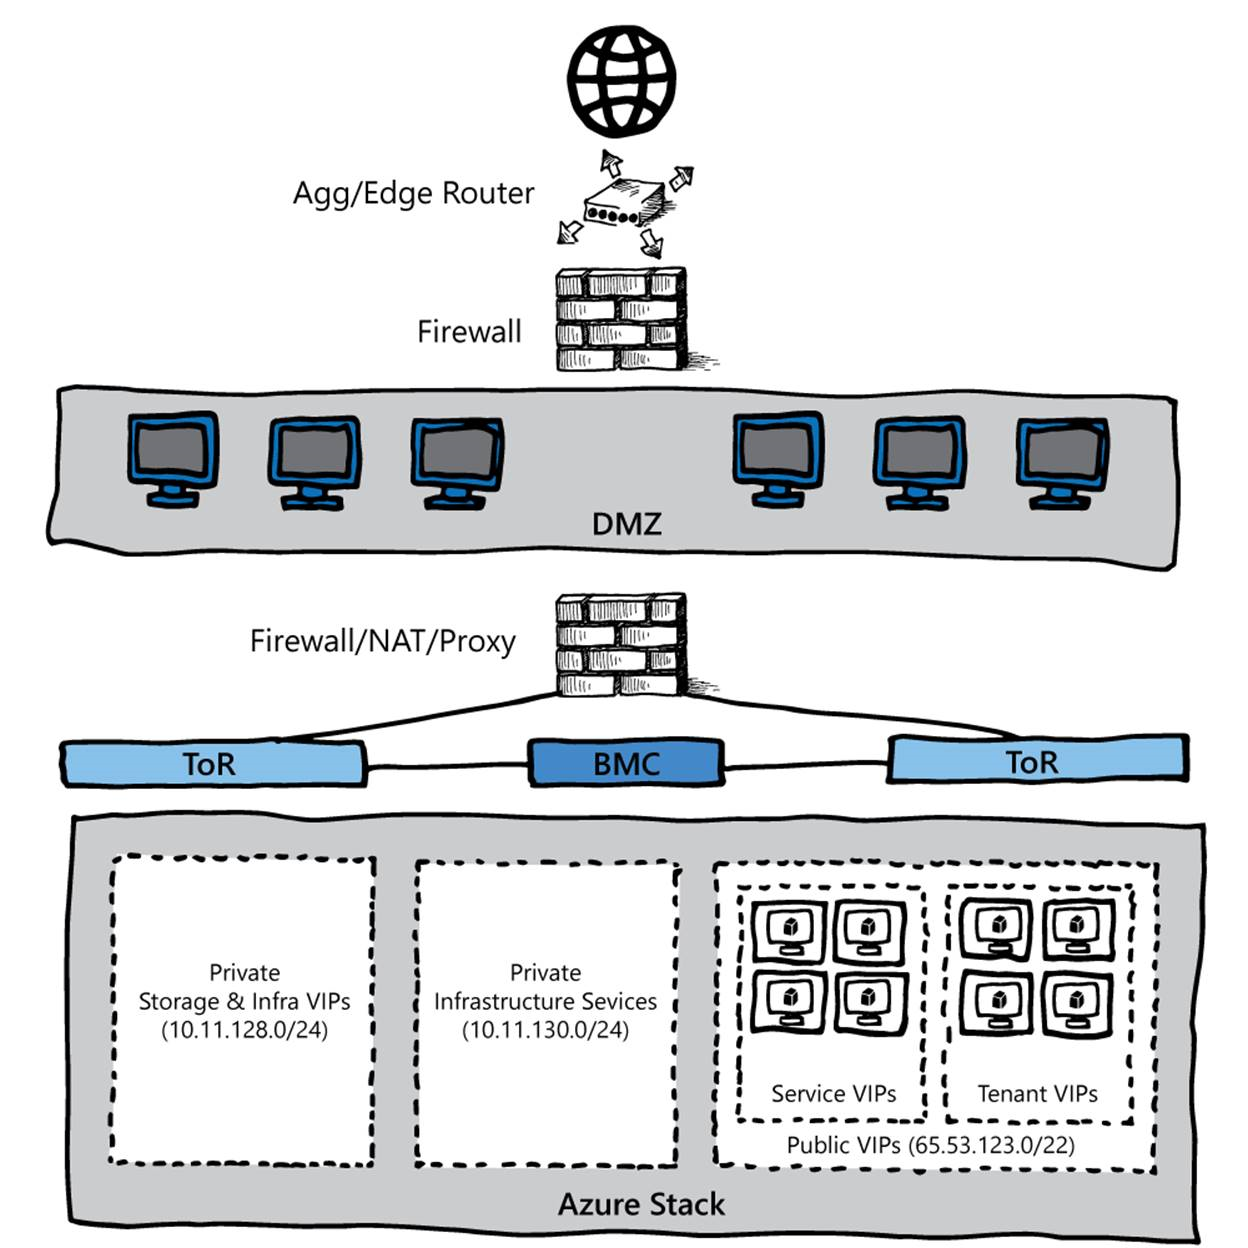 Agg/Edge Router
Firewall
DMZ
Firewall/NAT/Proxy
ToR
BMC
ToR
Private
Storage & Infra VIPs
(10.11.128.0/24)
Private
Infrastructure Sevices
(10.11.130.0/24)
Service VIPs
Tenant VIPs
Public VIPs (65.53.123.0/22)
Azure Stack